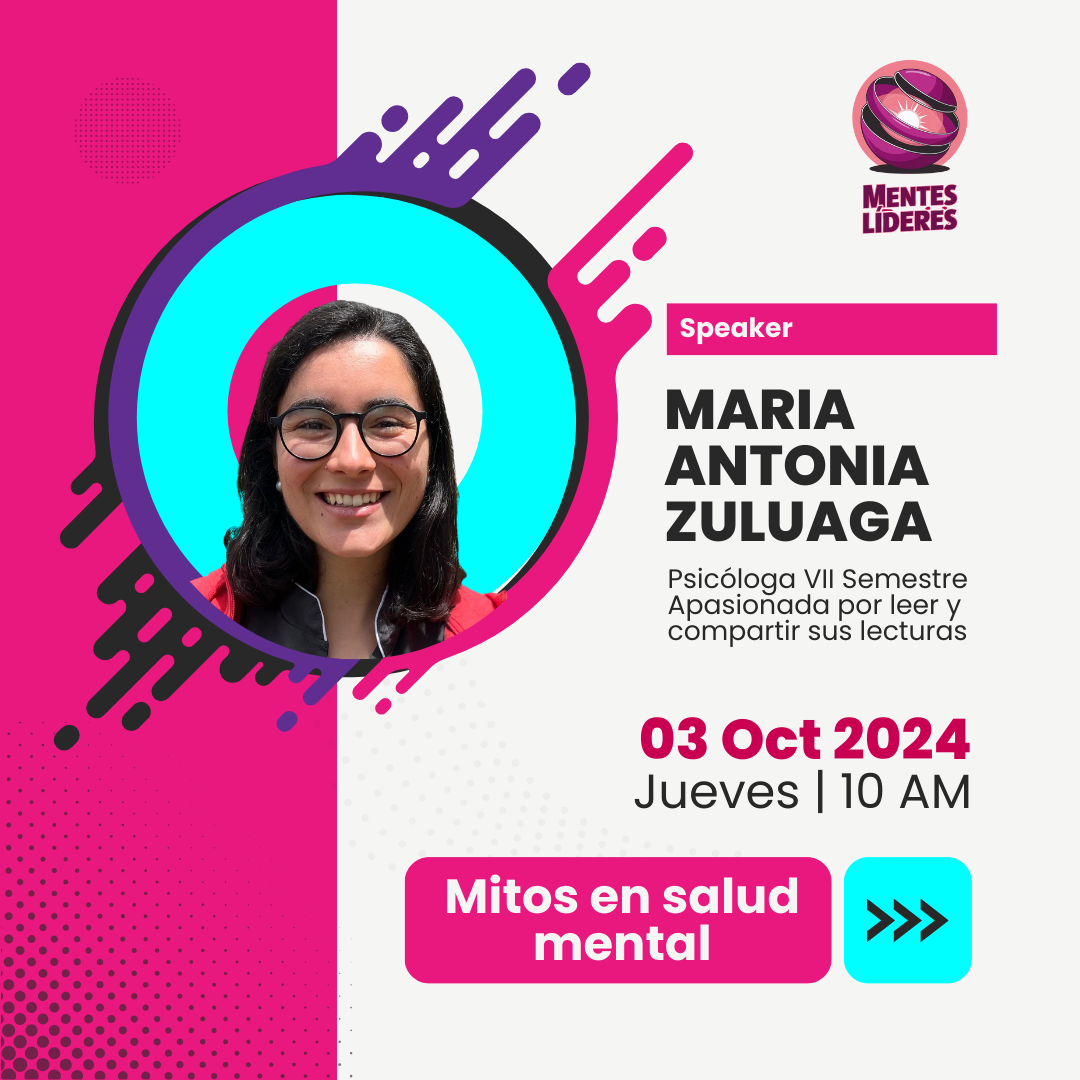 MENTES
LÍDERES
Speaker
MARIA
ANTONIA
ZULUAGA
Psicóloga VII Semestre
Apasionada por leer y
compartir sus lecturas
03 Oct 2024
Jueves | 10 AM
Mitos en salud
mental